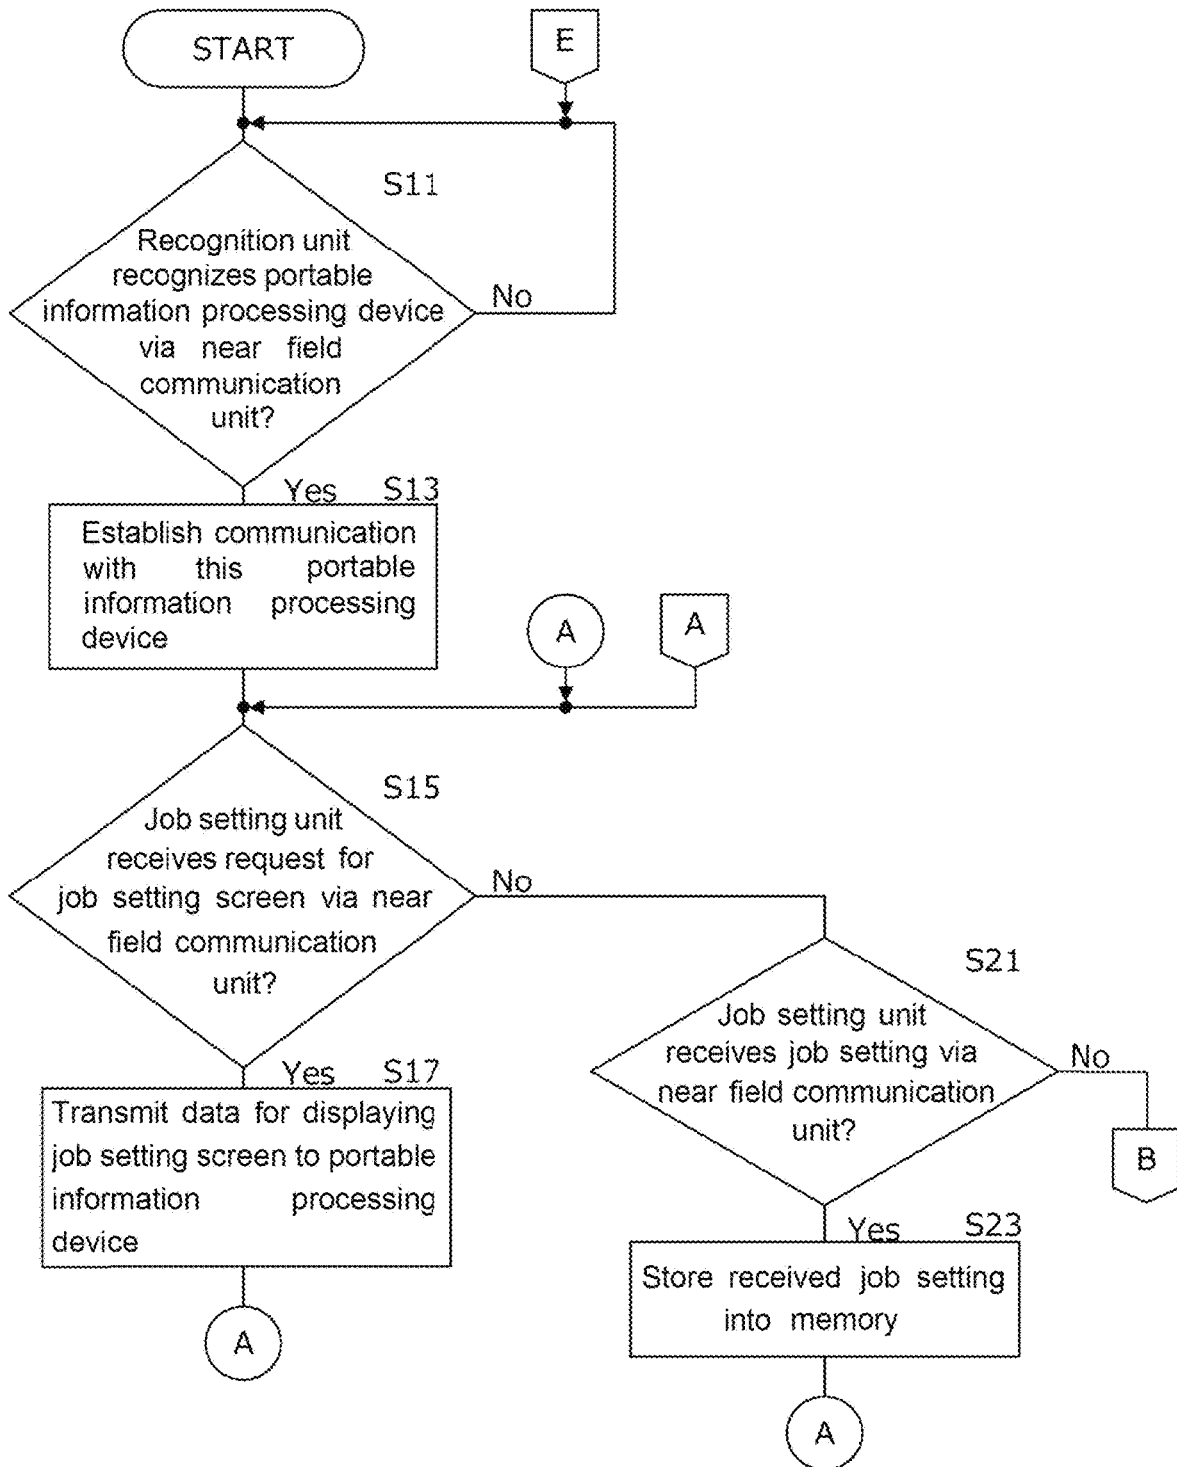 START
E
S11
Recognition unit
recognizes portable
information processing device
via near field
communication
unit?
No
Yes
S13
Establish communication
with this portable
information processing
device
A
A
S15
Job setting unit
receives request for
job setting screen via near
field communication
unit?
No
S21
Job setting unit
receives job setting via
near field communication
unit?
No
B
Yes
S17
Transmit data for displaying
job setting screen to portable
information processing
device
A
Yes
S23
Store received job setting
into memory
A